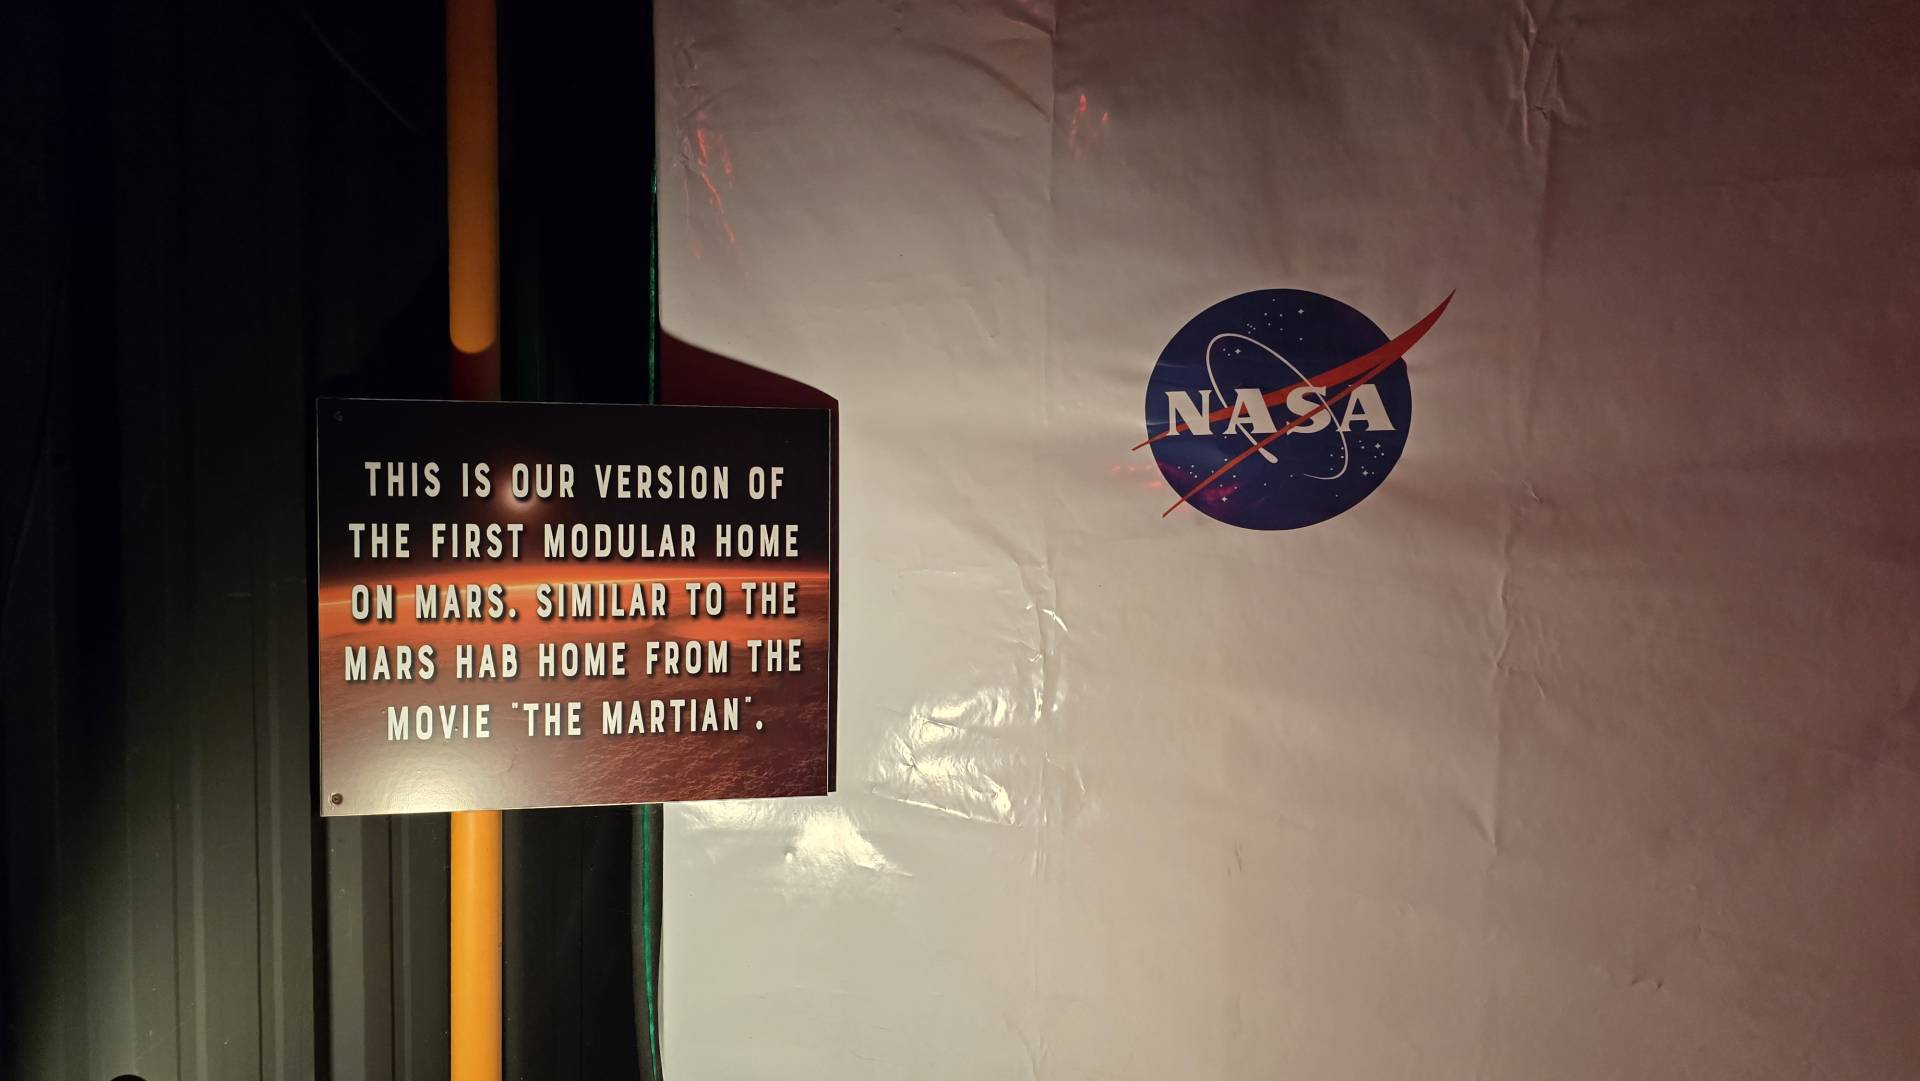 THIS IS OUR VERSION OF
THE FIRST MODULAR HOME
ON MARS. SIMILAR TO THE
MARS HAB HOME FROM THE
MOVIE "THE MARTIAN".
NASA